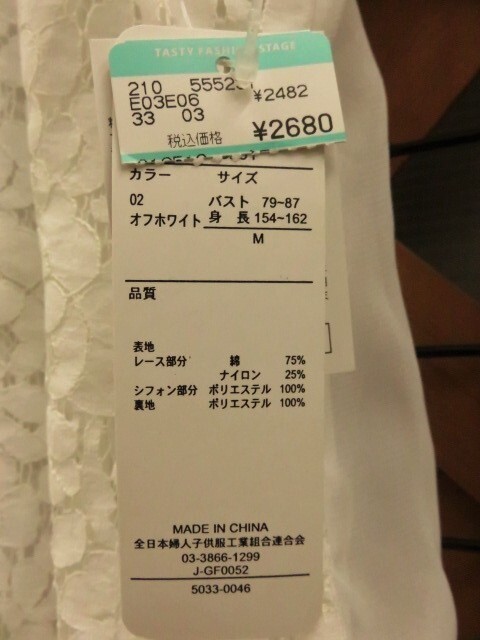 TASTY FASHION STAGE
210 55523
E03E06 ¥2482
33 03
税込価格 ¥2680
カラー サイズ
02 バスト 79~87
オフホワイト 身長 154~162
M
品質
表地
レース部分 綿 75%
ナイロン 25%
シフォン部分 ポリエステル 100%
裏地 ポリエステル 100%
MADE IN CHINA
全日本婦人子供服工業組合連合会
03-3866-1299
J-GF0052
5033-0046